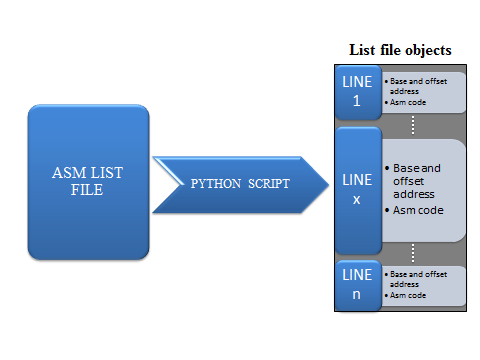 List file objects
ASM LIST
FILE
PYTHON SCRIPT
LINE
1
• Base and offset
address
• Asm code
LINE
x
• Base and
offset
address
• Asm code
LINE
n
• Base and offset
address
• Asm code